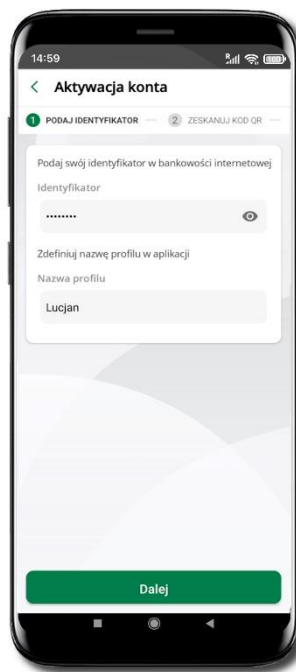 14:59
Aktywacja konta
1 PODAJ IDENTYFIKATOR 2 ZESKANUJ KOD QR
Podaj swój identyfikator w bankowości internetowej
Identyfikator
••••••••
Zdefiniuj nazwę profilu w aplikacji
Nazwa profilu
Lucjan
Dalej